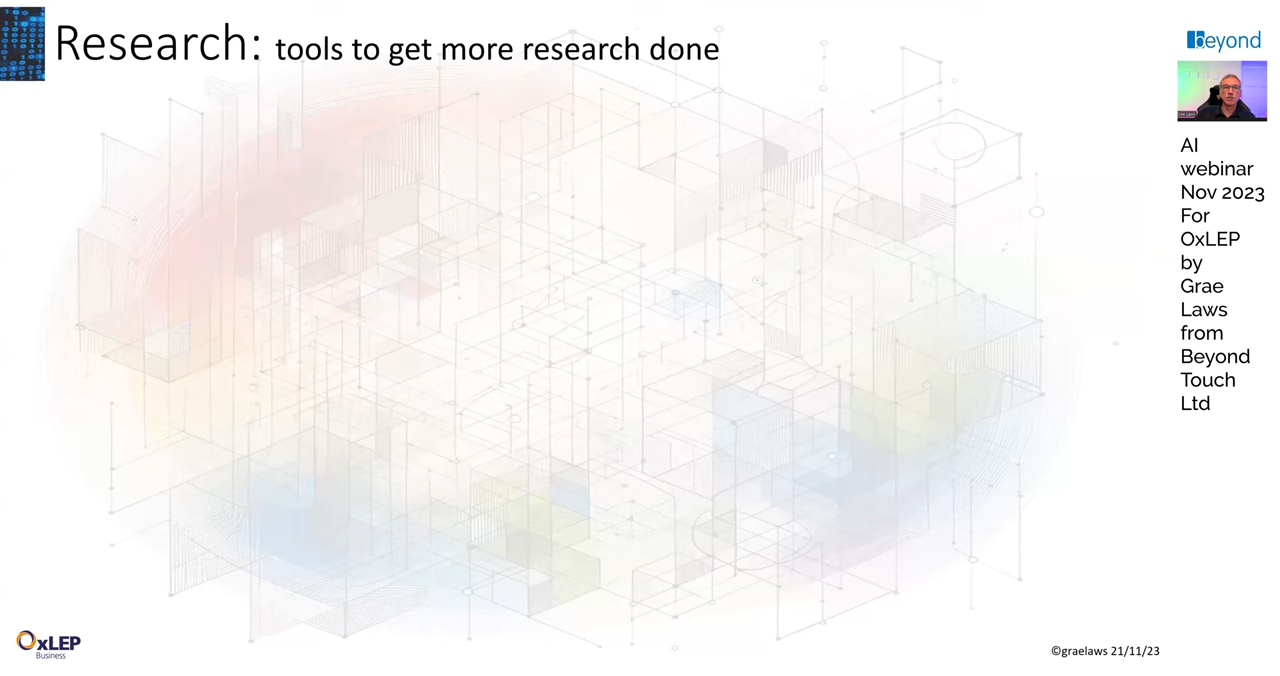 Research: tools to get more research done
beyond
AI
webinar
Nov 2023
For
OxLEP
by
Grae
Laws
from
Beyond
Touch
Ltd
OxLEP
Business
©graelaws 21/11/23